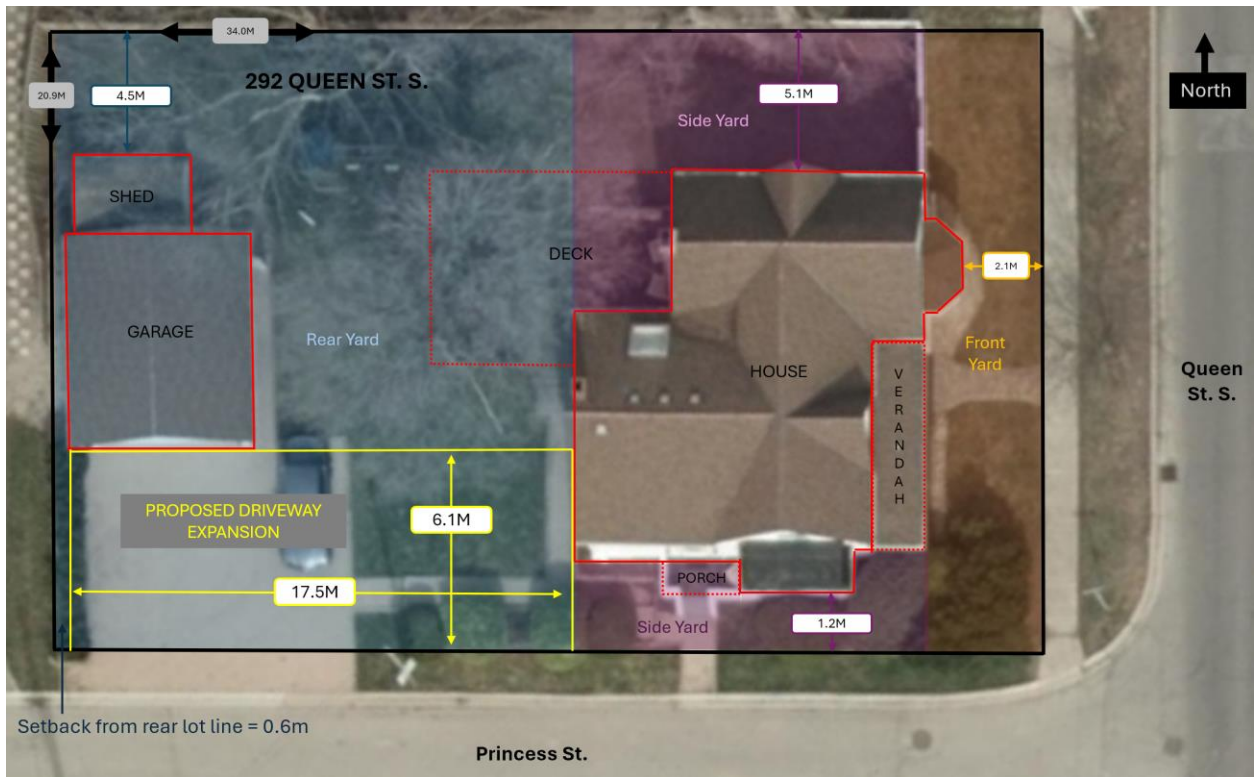 34.0M
20.9M
4.5M
292 QUEEN ST. S.
5.1M
Side Yard
North
SHED
DECK
2.1M
GARAGE
Rear Yard
HOUSE
Front
Yard
Queen
St. S.
V
E
R
A
N
D
A
H
PROPOSED DRIVEWAY
EXPANSION
6.1M
17.5M
PORCH
Side Yard
1.2M
Setback from rear lot line = 0.6m
Princess St.